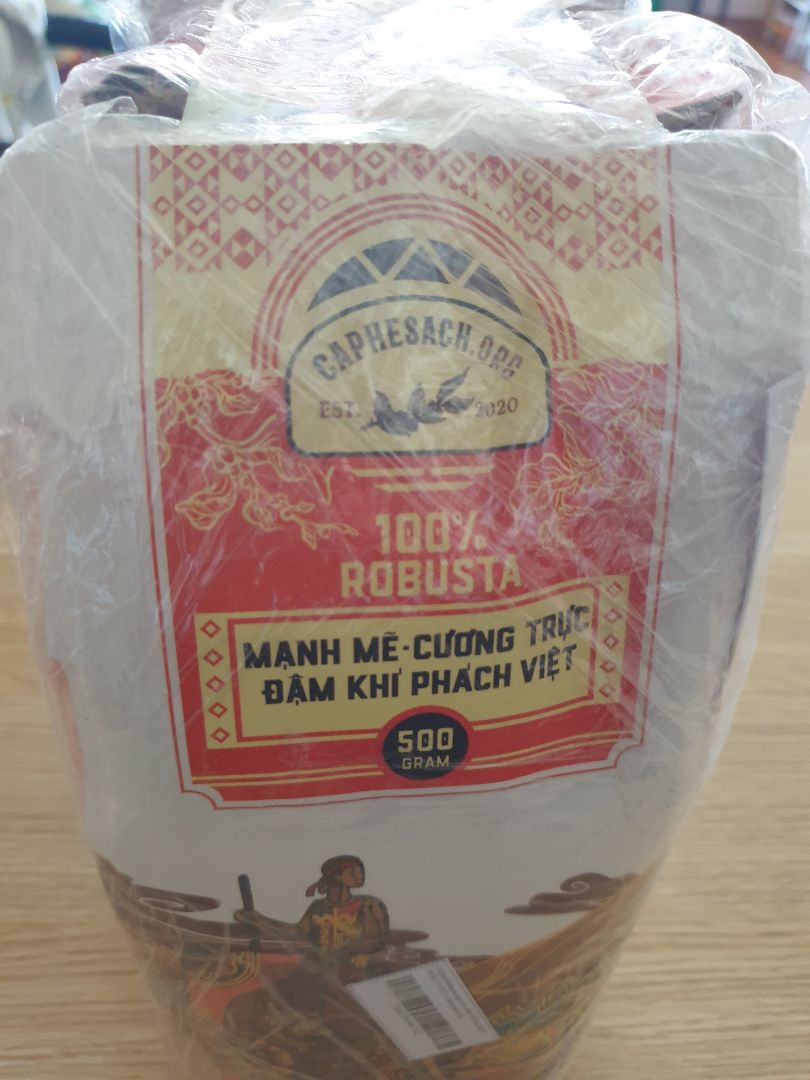 CAPHESACH.ORG
EST. 2020
100%
ROBUSTA
MẠNH MẼ-CƯƠNG TRỰC
ĐẬM KHÍ PHÁCH VIỆT
500
GRAM